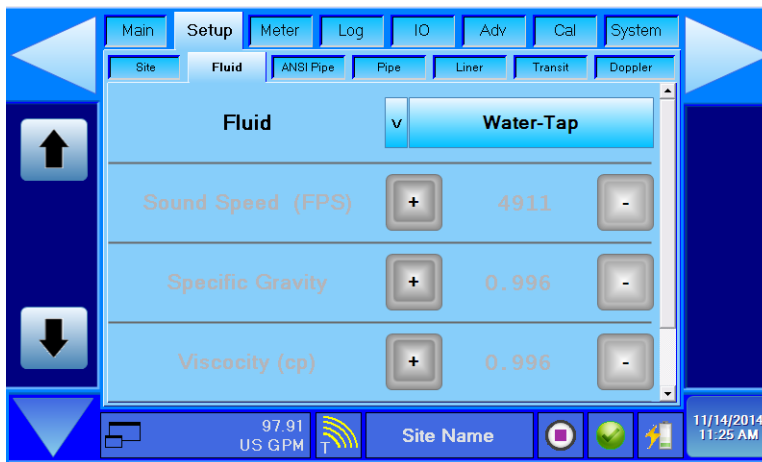 Main Setup Meter Log IO Adv Cal System
Site Fluid ANSI Pipe Pipe Liner Transit Doppler
Fluid v Water-Tap
Sound Speed (FPS) + 4911 -
Specific Gravity + 0.996 -
Viscocity (cp) + 0.996 -
97.91
US GPM T Site Name
11/14/2014
11:25 AM